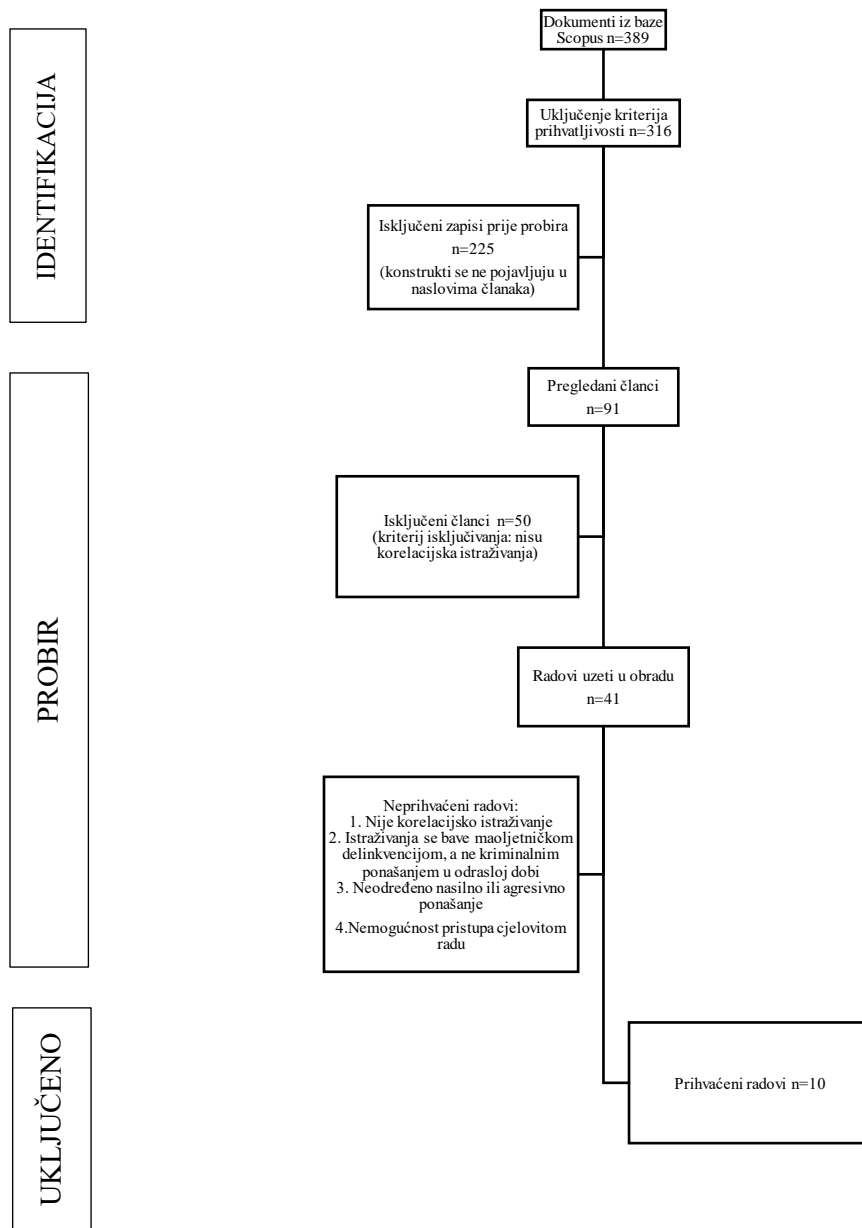 IDENTIFIKACIJA
Dokumenti iz baze
Scopus n=389
Uključenje kriterija
prihvatljivosti n=316
Isključeni zapisi prije probira
n=225
(konstrukti se ne pojavljuju u
naslovima članaka)
PROBIR
Pregledani članci
n=91
Isključeni članci n=50
(kriterij isključivanja: nisu
korelacijska istraživanja)
Radovi uzeti u obradu
n=41
Neprihvaćeni radovi:
1. Nije korelacijsko istraživanje
2. Istraživanja se bave maoljetničkom
delinkvencijom, a ne kriminalnim
ponašanjem u odrasloj dobi
3. Neodređeno nasilno ili agresivno
ponašanje
4.Nemogućnost pristupa cjelovitom
radu
UKLJUČENO
Prihvaćeni radovi n=10